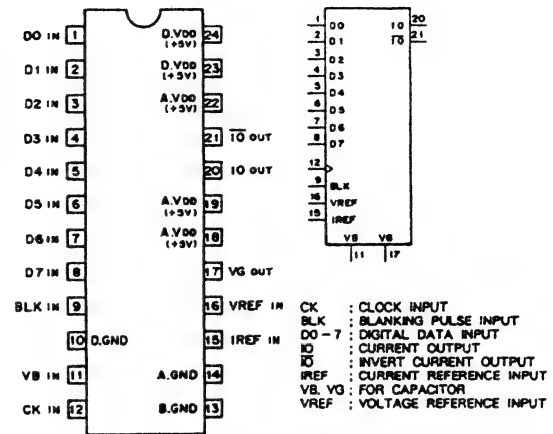 D0 IN 1
D1 IN 2
D2 IN 3
D3 IN 4
D4 IN 5
D5 IN 6
D6 IN 7
D7 IN 8
BLK IN 9
10 D.GND
VB IN 11
CK IN 12
D.VDD 24
(+5V)
D.VDD 23
(+5V)
A.VDD 22
(+5V)
21 I̅O̅ OUT
20 IO OUT
A.VDD 19
(+5V)
A.VDD 18
(+5V)
17 VG OUT
16 VREF IN
15 IREF IN
A.GND 14
B.GND 13
1 D0 IO 20
2 D1 I̅O̅ 21
3 D2
4 D3
5 D4
6 D5
7 D6
8 D7
12
9 BLK
16 VREF
15 IREF
VB VG
11 17
CK : CLOCK INPUT
BLK : BLANKING PULSE INPUT
D0 - 7 : DIGITAL DATA INPUT
IO : CURRENT OUTPUT
I̅O̅ : INVERT CURRENT OUTPUT
IREF : CURRENT REFERENCE INPUT
VB, VG : FOR CAPACITOR
VREF : VOLTAGE REFERENCE INPUT